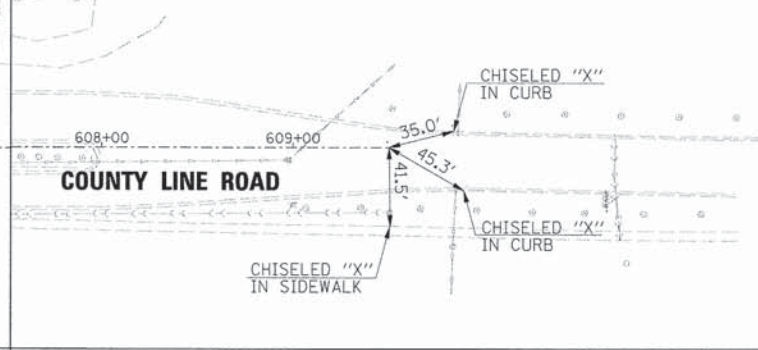 CHISELED "X"
IN CURB
35.0'
608+00
609+00
45.3'
COUNTY LINE ROAD
41.5'
CHISELED "X"
IN CURB
CHISELED "X"
IN SIDEWALK